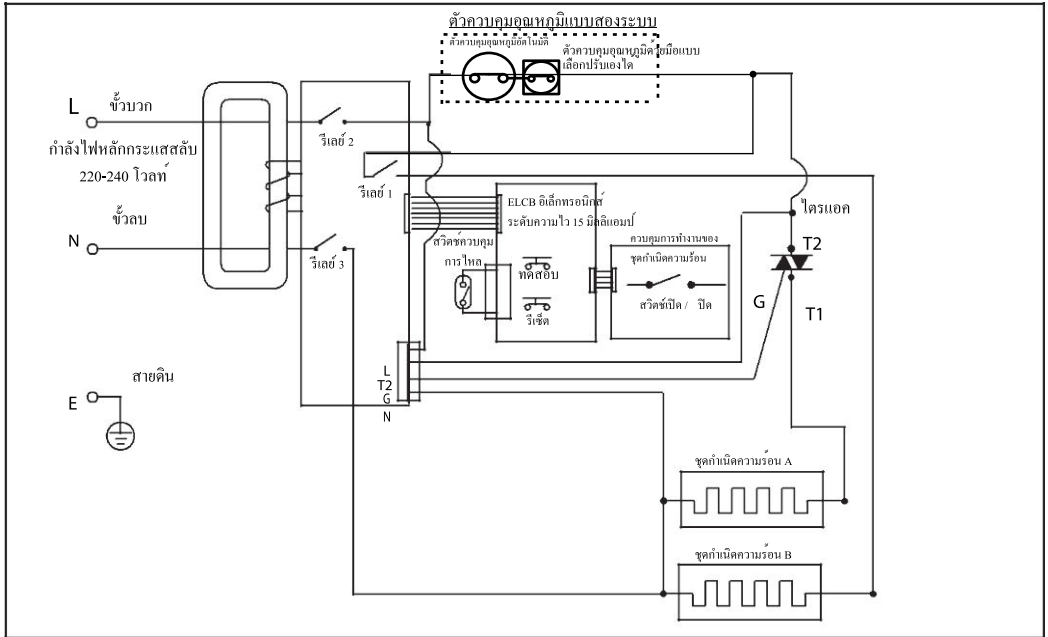 ตัวควบคุมอุณหภูมิแบบสองระบบ
ตัวควบคุมอุณหภูมิอัตโนมัติ
ตัวควบคุมอุณหภูมิด้วยมือแบบ
เลือกปรับเองได้
L
ขั้วบวก
กำลังไฟหลักกระแสสลับ
220-240 โวลท์
ขั้วลบ
N
สายดิน
E
รีเลย์ 2
รีเลย์ 1
รีเลย์ 3
ELCB อิเล็กทรอนิกส์
ระดับความไว 15 มิลลิแอมป์
สวิตช์ควบคุม
การไหล
ทดสอบ
รีเซ็ต
ควบคุมการทำงานของ
ชุดกำเนิดความร้อน
สวิตช์เปิด / ปิด
ไตรแอค
T2
G
T1
L
T2
G
N
ชุดกำเนิดความร้อน A
ชุดกำเนิดความร้อน B